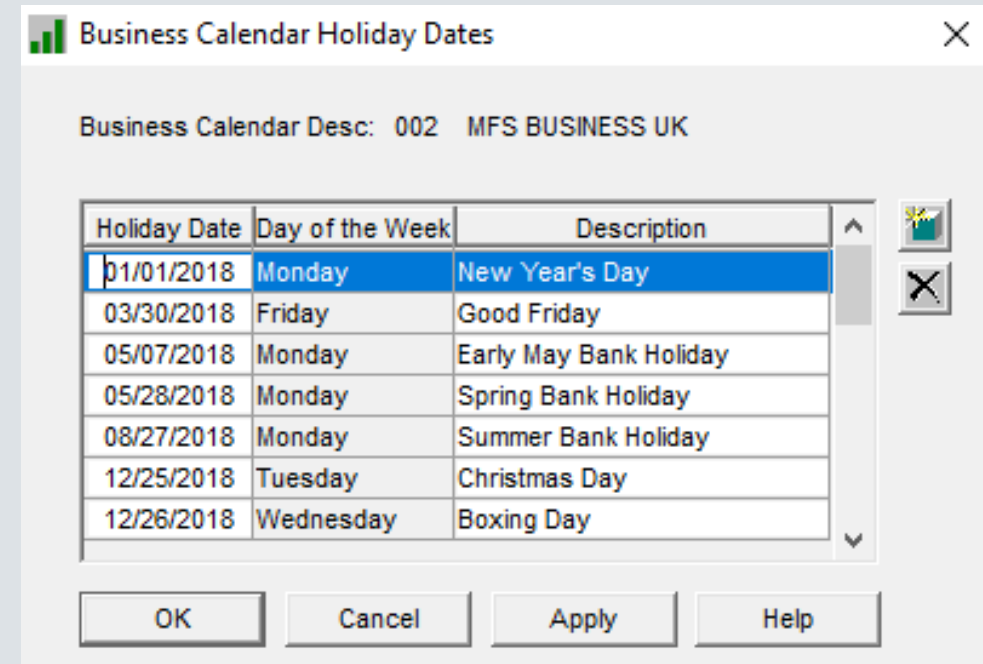 Business Calendar Holiday Dates
Business Calendar Desc: 002 MFS BUSINESS UK
Holiday Date Day of the Week Description
01/01/2018 Monday New Year's Day
03/30/2018 Friday Good Friday
05/07/2018 Monday Early May Bank Holiday
05/28/2018 Monday Spring Bank Holiday
08/27/2018 Monday Summer Bank Holiday
12/25/2018 Tuesday Christmas Day
12/26/2018 Wednesday Boxing Day
OK Cancel Apply Help